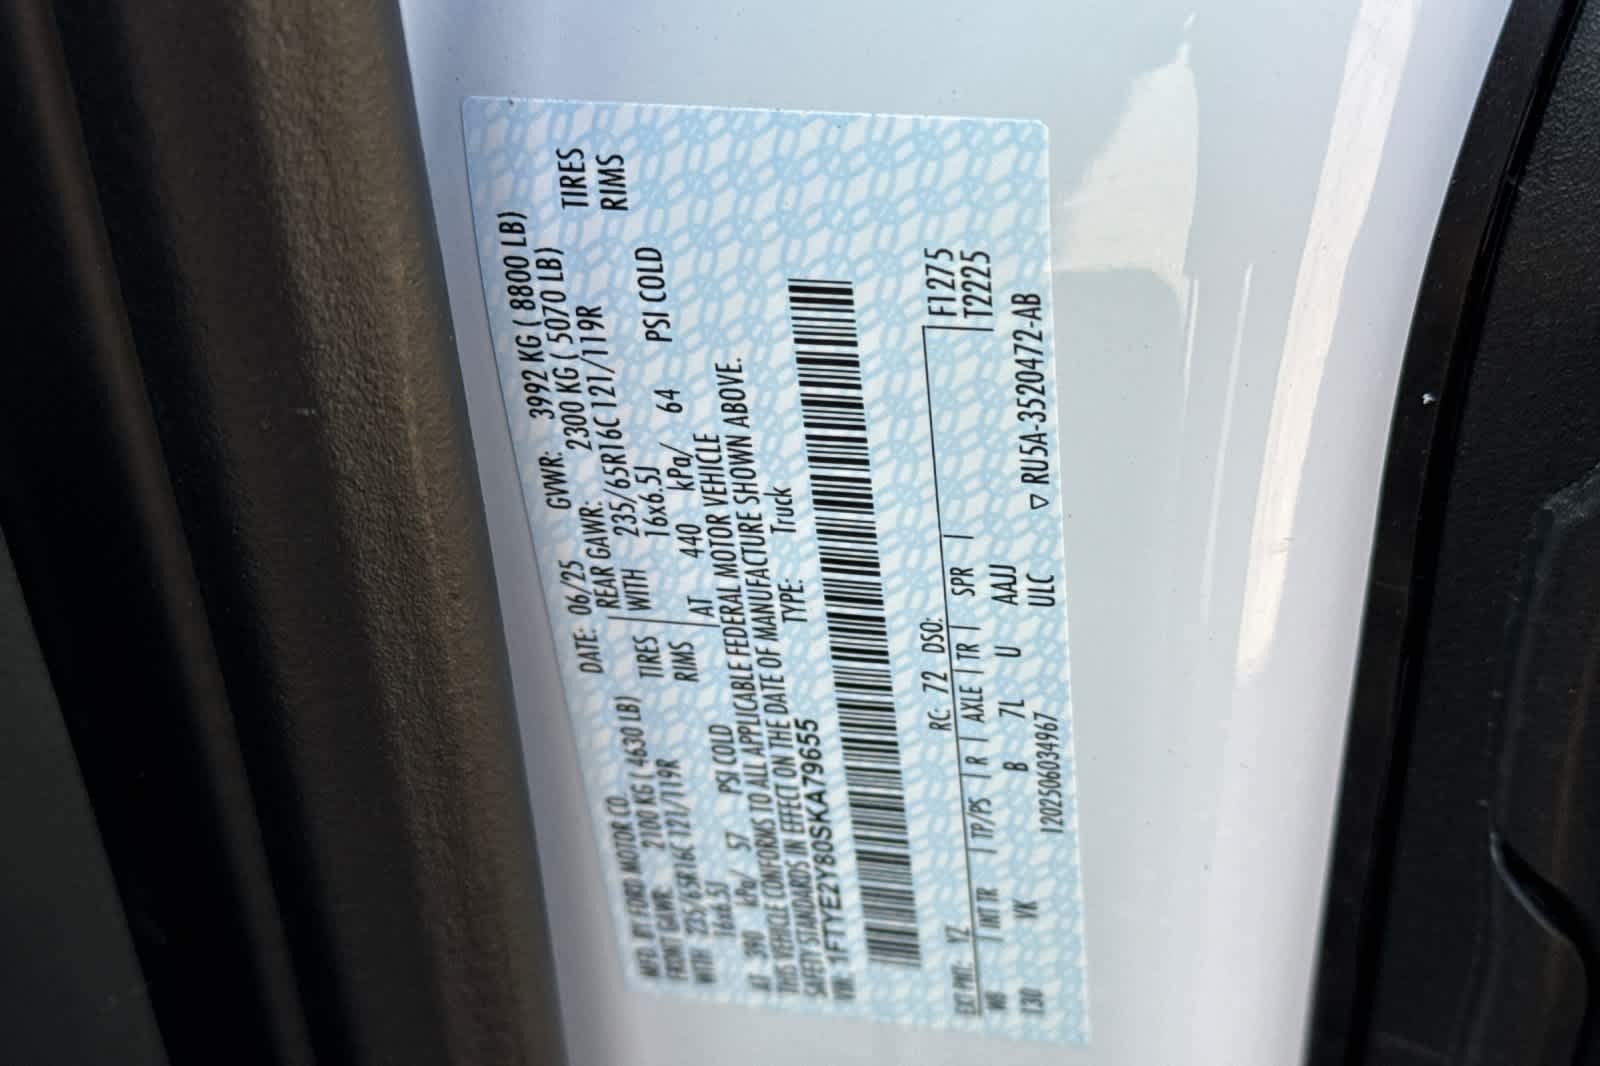 MFD. BY FORD MOTOR CO.
DATE: 06/25 GVWR: 3992 KG ( 8800 LB)
FRONT GAWR: 2100 KG ( 4630 LB) REAR GAWR: 2300 KG ( 5070 LB)
WITH 235/65R16C 121/119R TIRES WITH 235/65R16C 121/119R TIRES
16x6.5J RIMS 16x6.5J RIMS
AT 390 kPa/ 57 PSI COLD AT 440 kPa/ 64 PSI COLD
THIS VEHICLE CONFORMS TO ALL APPLICABLE FEDERAL MOTOR VEHICLE
SAFETY STANDARDS IN EFFECT ON THE DATE OF MANUFACTURE SHOWN ABOVE.
VIN: 1FTYE2Y80SKA79655 TYPE: Truck
F1275
T2225
EXT PNT: YZ RC: 72 DSO:
WB INT TR TP/PS R AXLE TR SPR
130 VK B 7L U AAJJ
1202506034967 ULC ▽ RU5A-3520472-AB